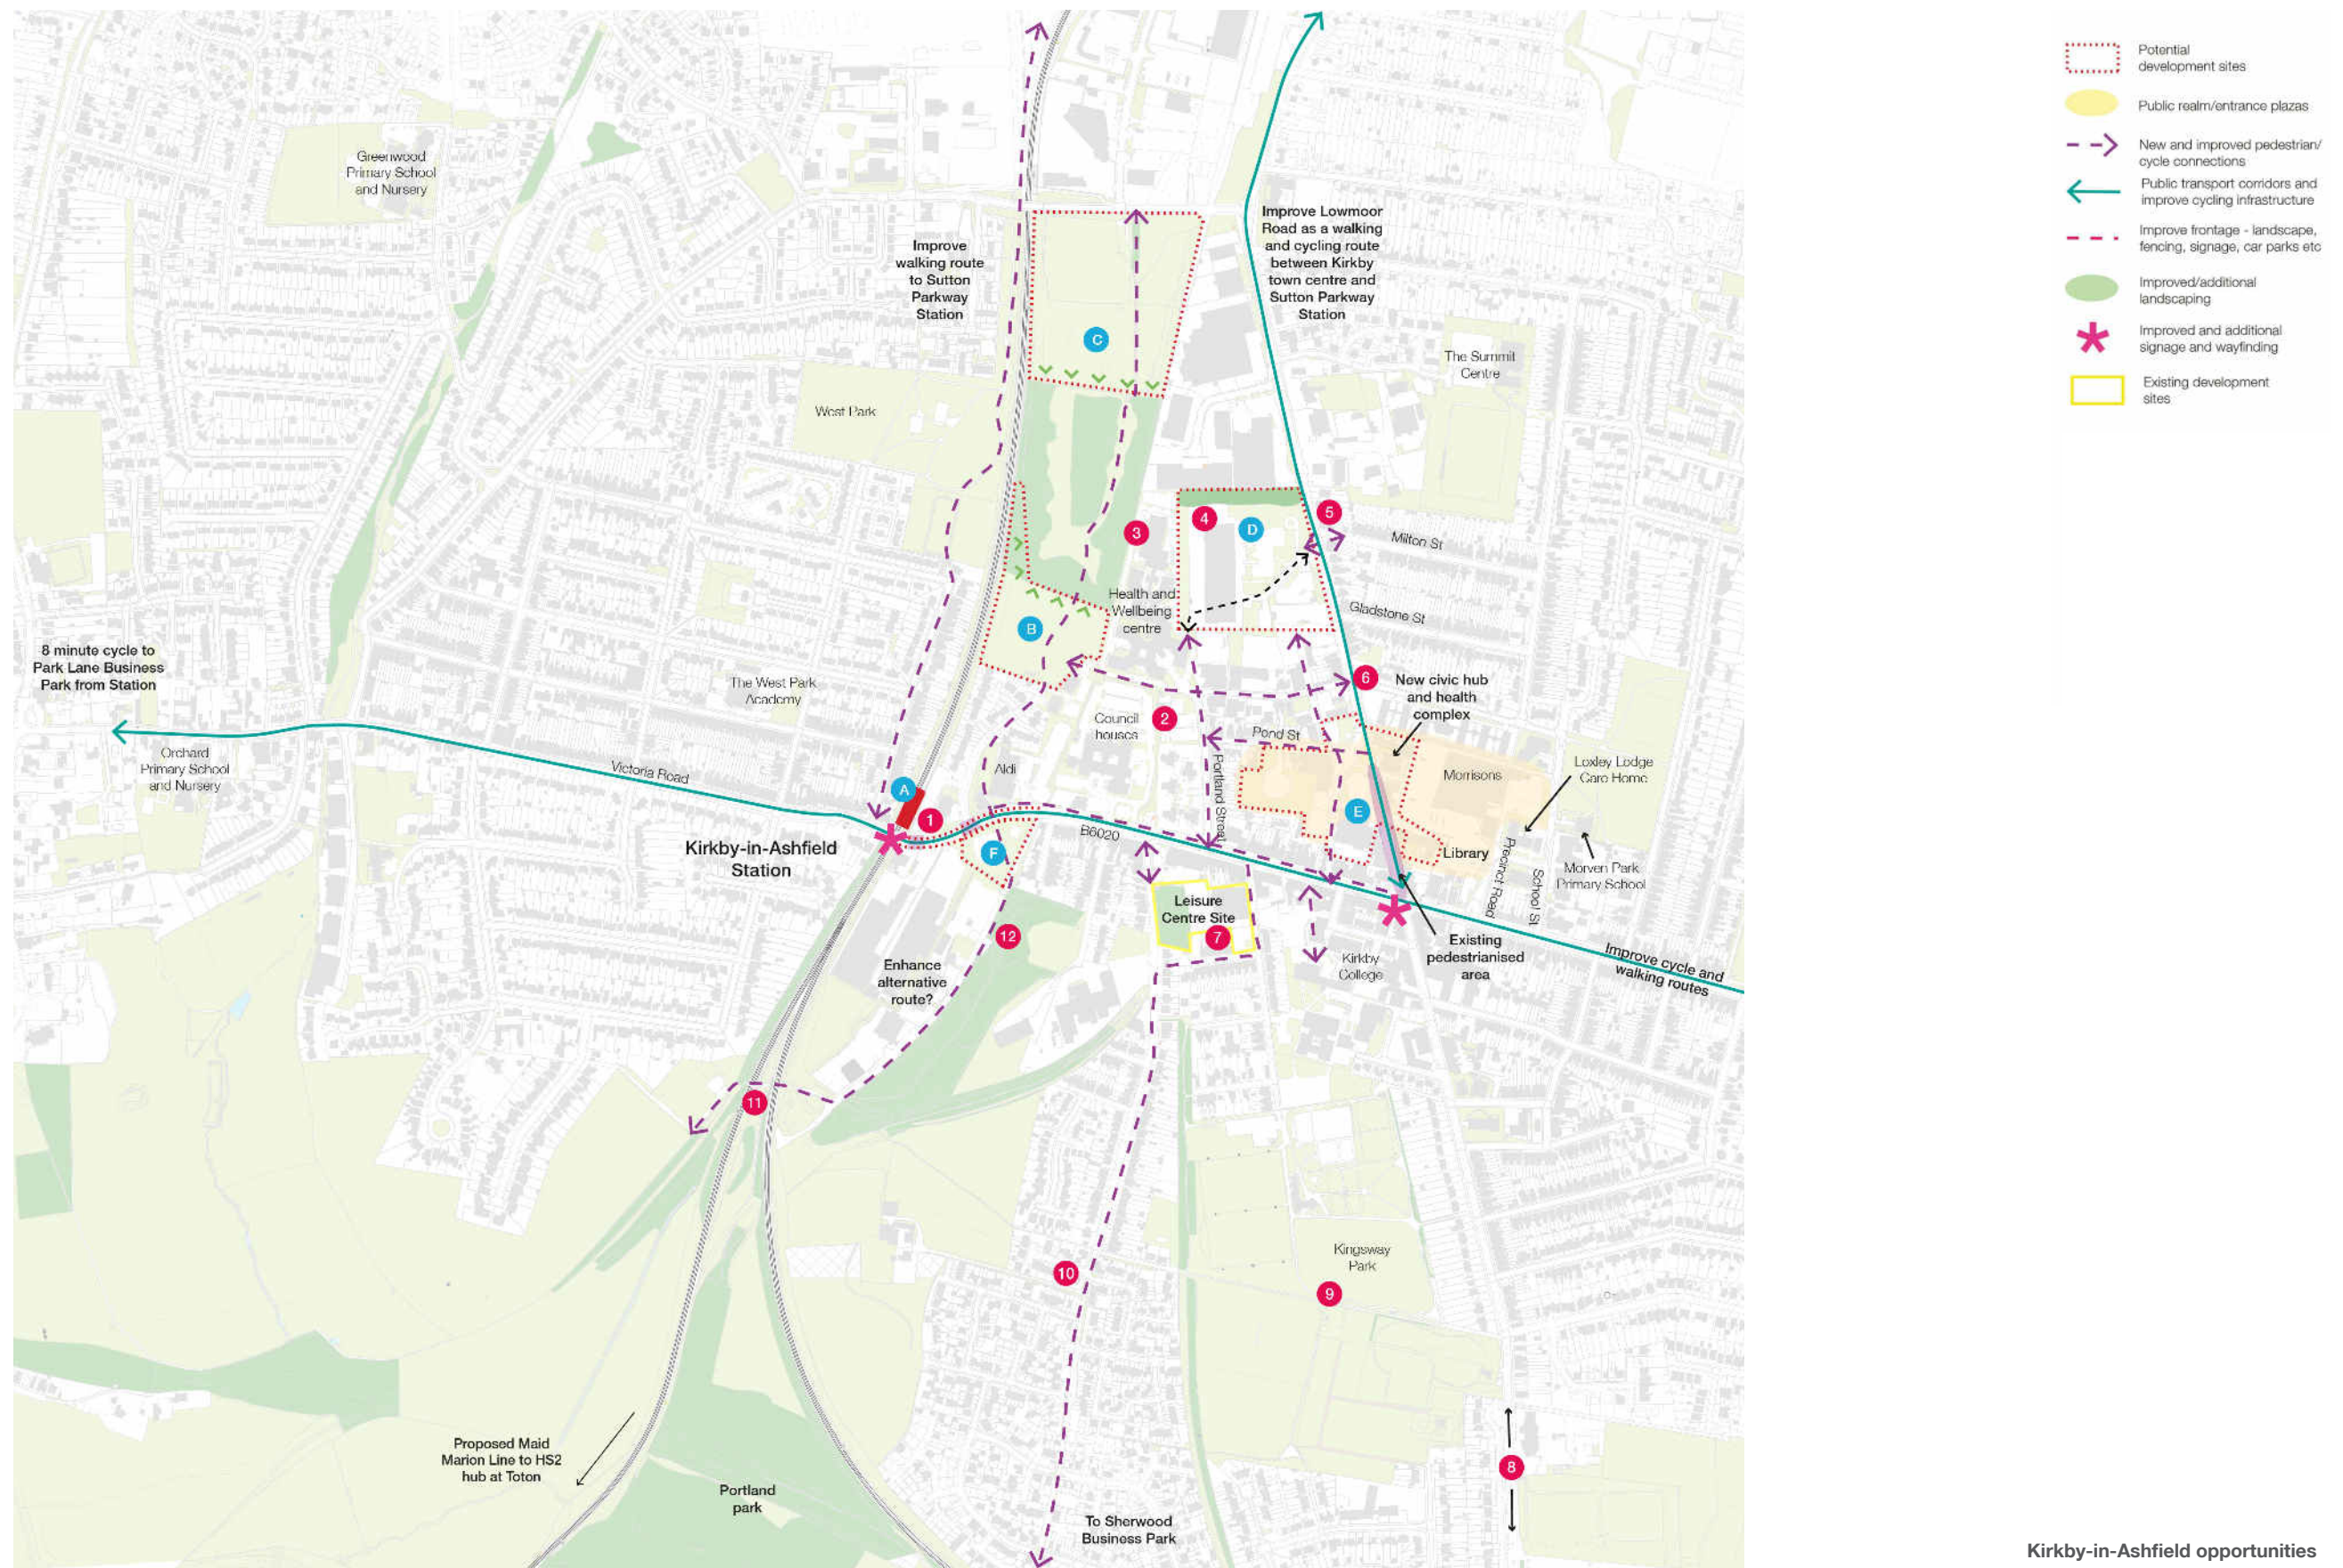 Greenwood
Primary School
and Nursery
Improve
walking route
to Sutton
Parkway
Station
Improve Lowmoor
Road as a walking
and cycling route
between Kirkby
town centre and
Sutton Parkway
Station
C
The Summit
Centre
West Park
3
4
D
5
Milton St
Health and
Wellbeing
centre
Gladstone St
B
8 minute cycle to
Park Lane Business
Park from Station
The West Park
Academy
6
New civic hub
and health
complex
Council
houses
2
Pond St
Orchard
Primary School
and Nursery
Victoria Road
Aldi
Portland Street
Morrisons
Loxley Lodge
Care Home
A
1
E
B6020
Kirkby-in-Ashfield
Station
F
Library
Precinct Road
School St
Morven Park
Primary School
Leisure
Centre Site
7
12
Existing
pedestrianised
area
Kirkby
College
Improve cycle and
walking routes
Enhance
alternative
route?
11
Kingsway
Park
10
9
Proposed Maid
Marion Line to HS2
hub at Toton
8
Portland
park
To Sherwood
Business Park
Potential
development sites
Public realm/entrance plazas
New and improved pedestrian/
cycle connections
Public transport corridors and
improve cycling infrastructure
Improve frontage - landscape,
fencing, signage, car parks etc
Improved/additional
landscaping
Improved and additional
signage and wayfinding
Existing development
sites
Kirkby-in-Ashfield opportunities